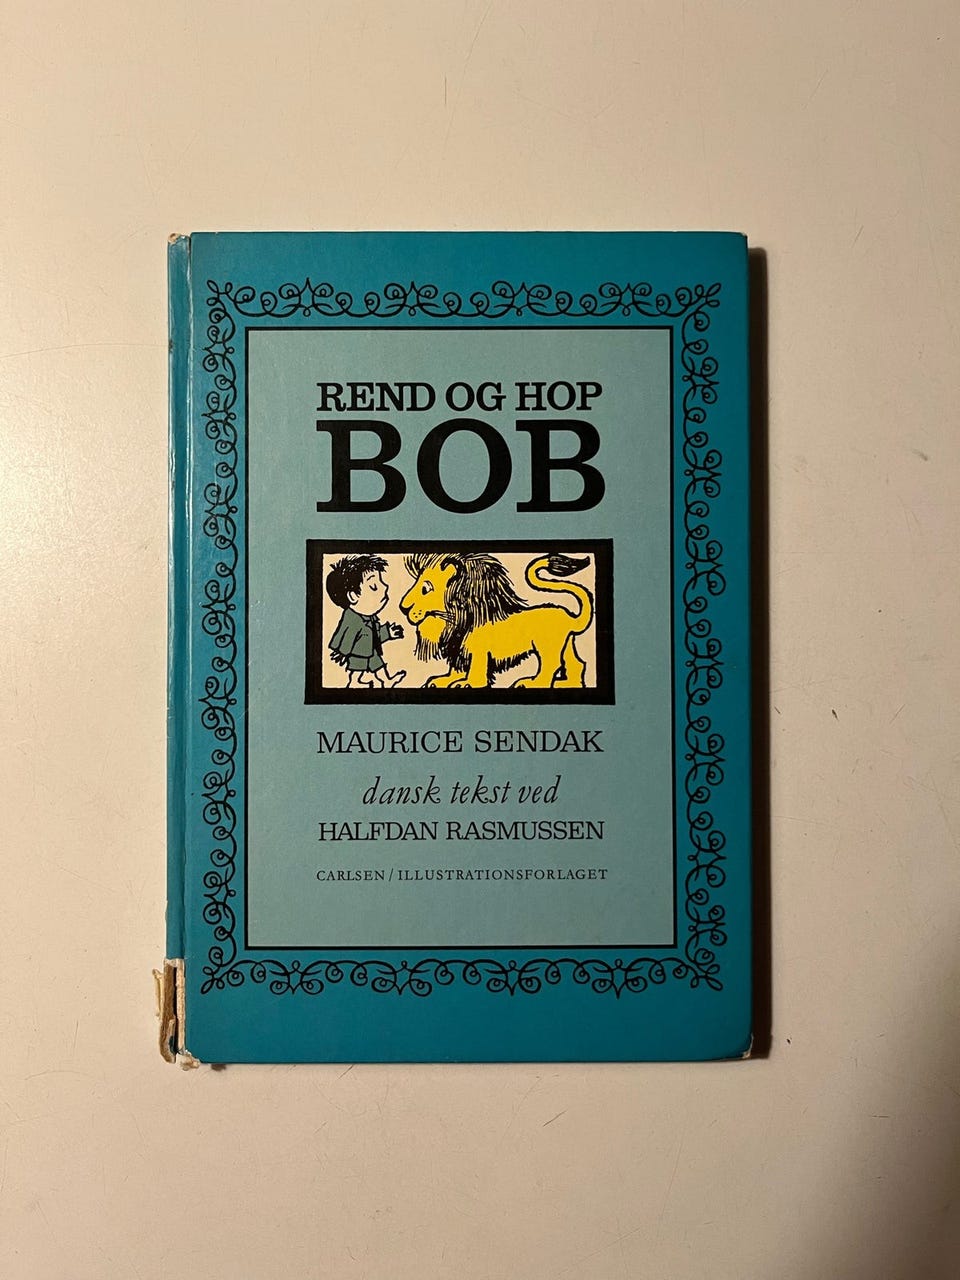 REND OG HOP
BOB
MAURICE SENDAK
dansk tekst ved
HALFDAN RASMUSSEN
CARLSEN/ILLUSTRATIONSFORLAGET